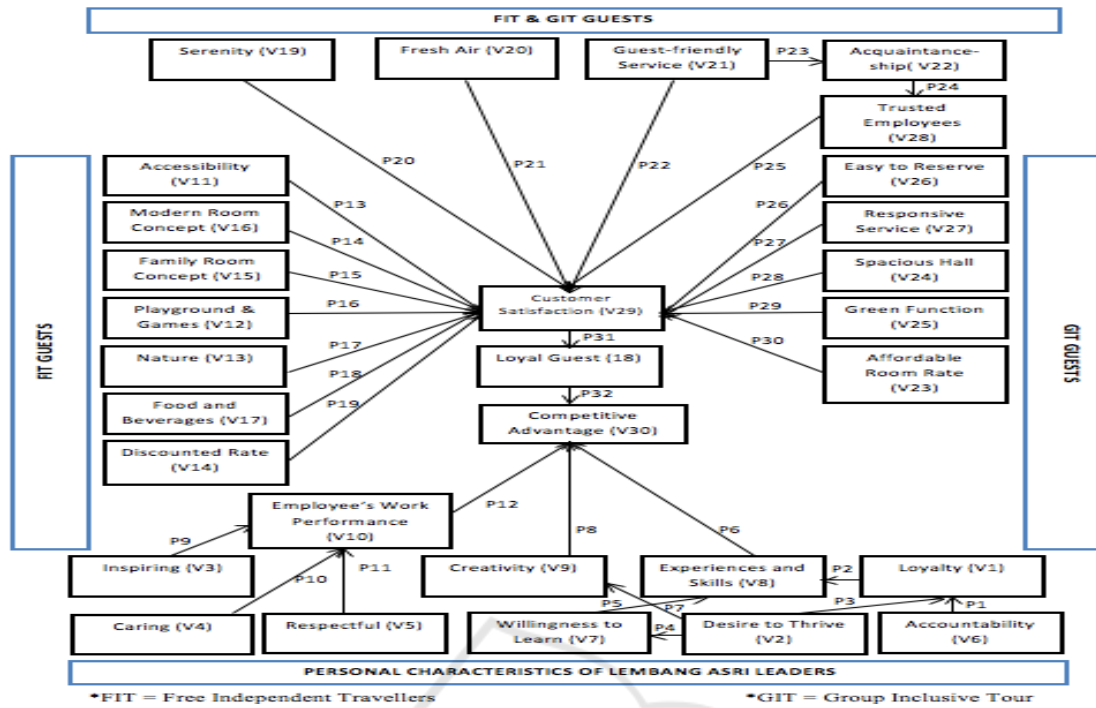 FIT & GIT GUESTS
Serenity (V19)
Fresh Air (V20)
Guest-friendly
Service (V21)
P23
Acquaintance-
ship( V22)
P24
Trusted
Employees
(V28)
P20
P21
P22
P25
FIT GUESTS
Accessibility
(V11)
P13
Modern Room
Concept (V16)
P14
Family Room
Concept (V15)
P15
Playground &
Games (V12)
P16
Nature (V13)
P17
Food and
Beverages (V17)
P18
Discounted Rate
(V14)
P19
Customer
Satisfaction (V29)
P31
Loyal Guest (18)
P32
Competitive
Advantage (V30)
GIT GUESTS
Easy to Reserve
(V26)
P26
Responsive
Service (V27)
P27
Spacious Hall
(V24)
P28
Green Function
(V25)
P29
Affordable
Room Rate
(V23)
P30
Employee's Work
Performance
(V10)
P12
P8
P6
P9
P10
P11
Inspiring (V3)
Creativity (V9)
Experiences and
Skills (V8)
P2
Loyalty (V1)
P5
P7
P3
P1
Caring (V4)
Respectful (V5)
Willingness to
Learn (V7)
P4
Desire to Thrive
(V2)
Accountability
(V6)
PERSONAL CHARACTERISTICS OF LEMBANG ASRI LEADERS
*FIT = Free Independent Travellers
*GIT = Group Inclusive Tour